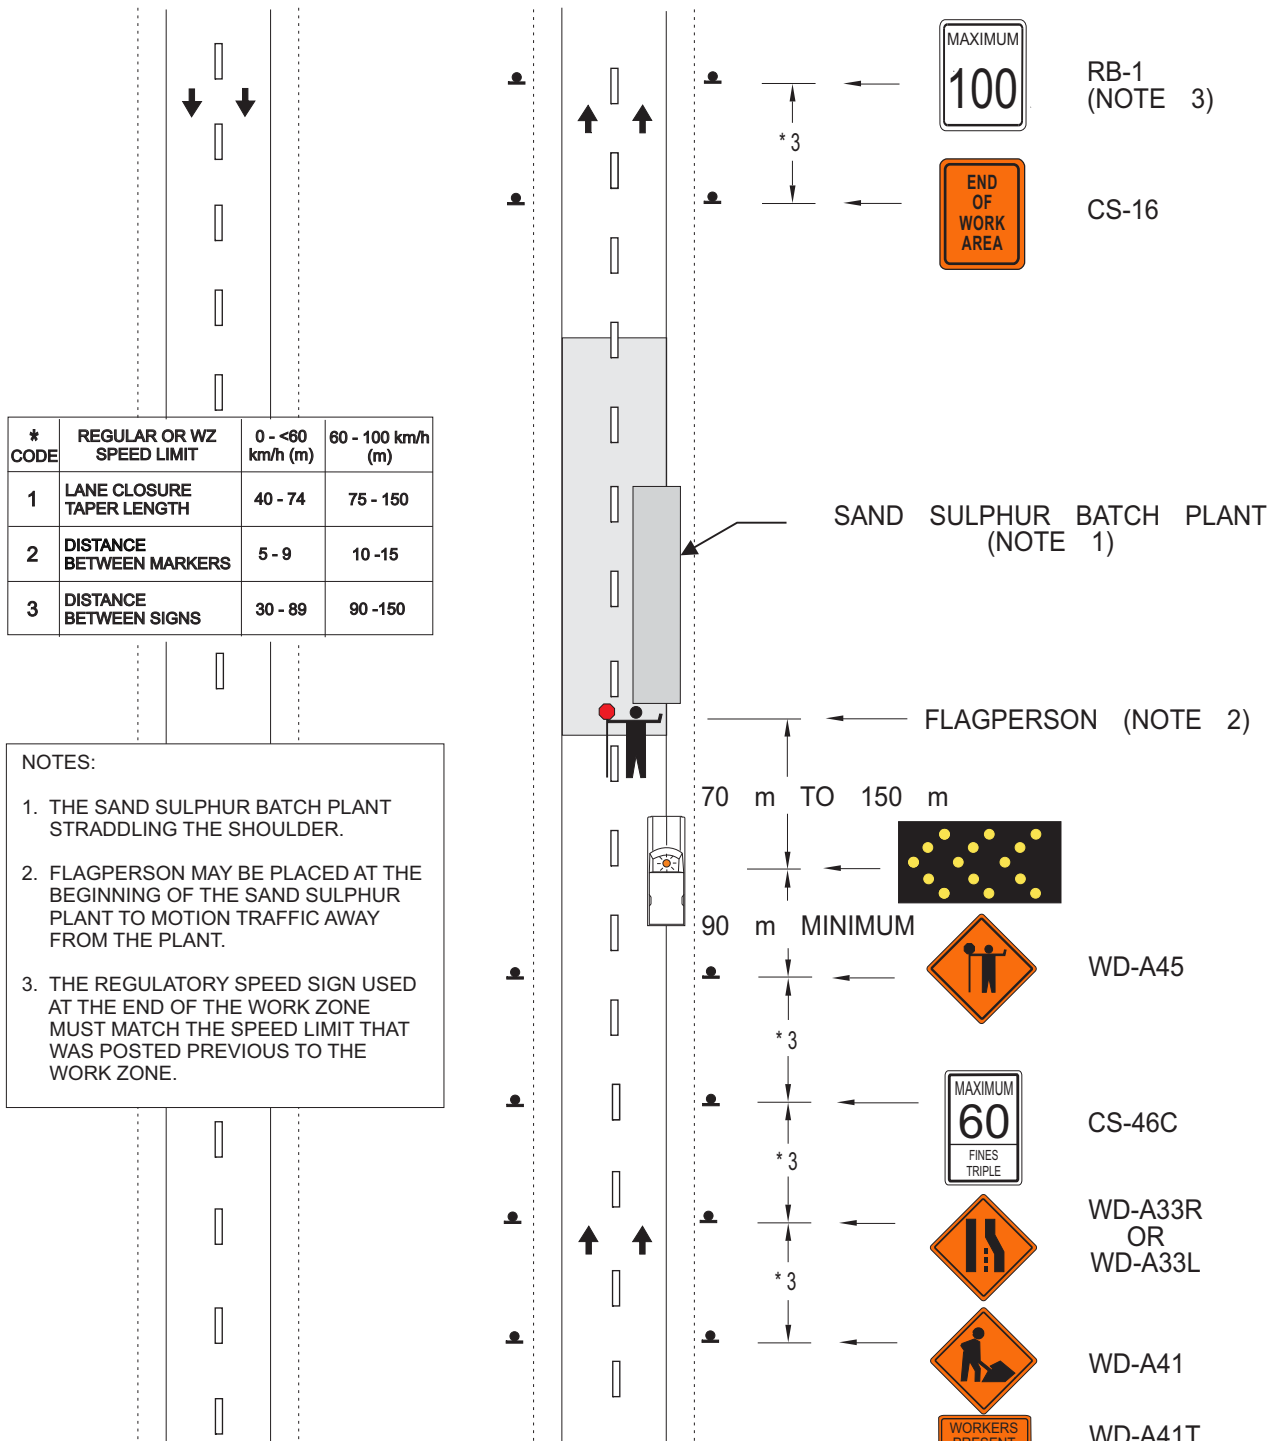 MAXIMUM
100
RB-1
(NOTE 3)
* 3
END
OF
WORK
AREA
CS-16
*
CODE
REGULAR OR WZ
SPEED LIMIT
0 - <60
km/h (m)
60 - 100 km/h
(m)
1
LANE CLOSURE
TAPER LENGTH
40 - 74
75 - 150
2
DISTANCE
BETWEEN MARKERS
5 - 9
10 -15
3
DISTANCE
BETWEEN SIGNS
30 - 89
90 -150
SAND SULPHUR BATCH PLANT
(NOTE 1)
FLAGPERSON (NOTE 2)
70 m TO 150 m
90 m MINIMUM
NOTES:
1. THE SAND SULPHUR BATCH PLANT
STRADDLING THE SHOULDER.
2. FLAGPERSON MAY BE PLACED AT THE
BEGINNING OF THE SAND SULPHUR
PLANT TO MOTION TRAFFIC AWAY
FROM THE PLANT.
3. THE REGULATORY SPEED SIGN USED
AT THE END OF THE WORK ZONE
MUST MATCH THE SPEED LIMIT THAT
WAS POSTED PREVIOUS TO THE
WORK ZONE.
WD-A45
* 3
MAXIMUM
60
FINES
TRIPLE
CS-46C
* 3
WD-A33R
OR
WD-A33L
* 3
WD-A41
WORKERS
PRESENT
WD-A41T